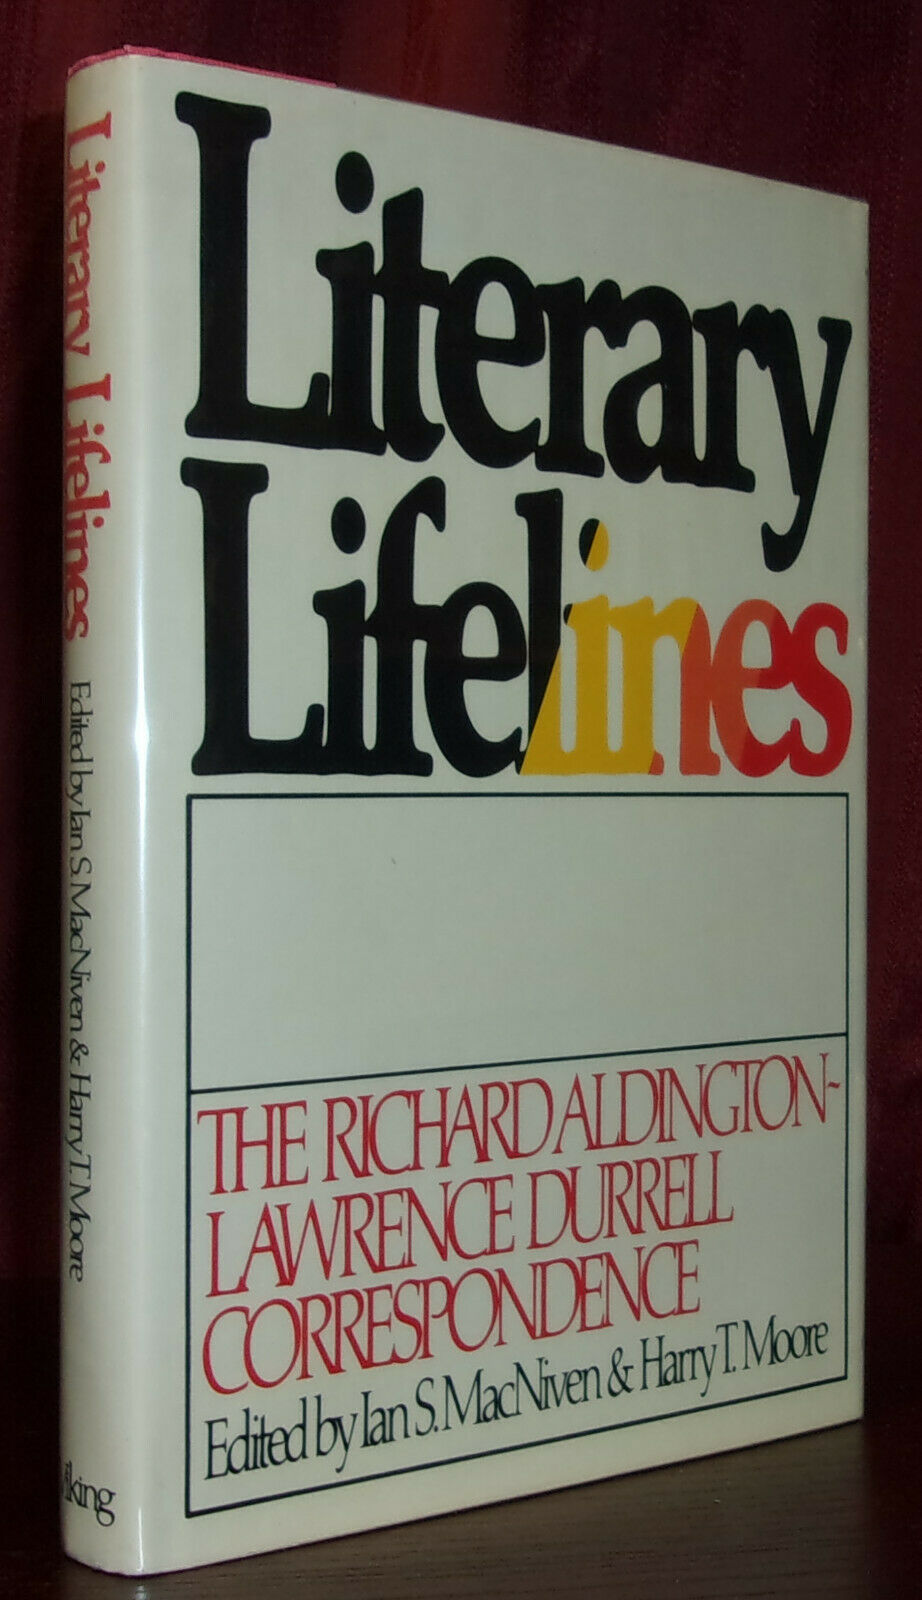 Literary
Lifelines
THE RICHARD ALDINGTON-
LAWRENCE DURRELL
CORRESPONDENCE
Edited by Ian S. MacNiven & Harry T. Moore
Literary Lifelines Edited by Ian S. MacNiven & Harry T. Moore
Viking